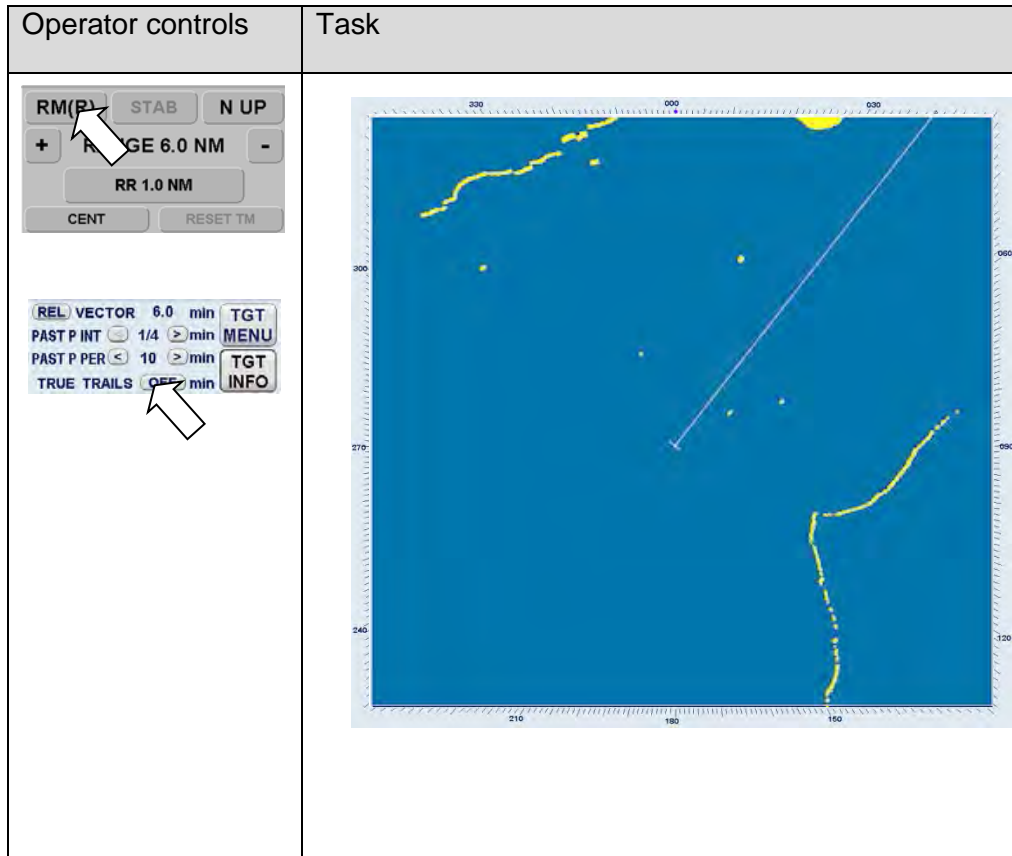 Operator controls
Task
RM(R) STAB N UP
+ RANGE 6.0 NM -
RR 1.0 NM
CENT RESET TM
REL VECTOR 6.0 min TGT
PAST P INT < 1/4 > min MENU
PAST P PER < 10 > min TGT
TRUE TRAILS OFF min INFO
330 000 030
300 060
270 090
240 120
210 180 150